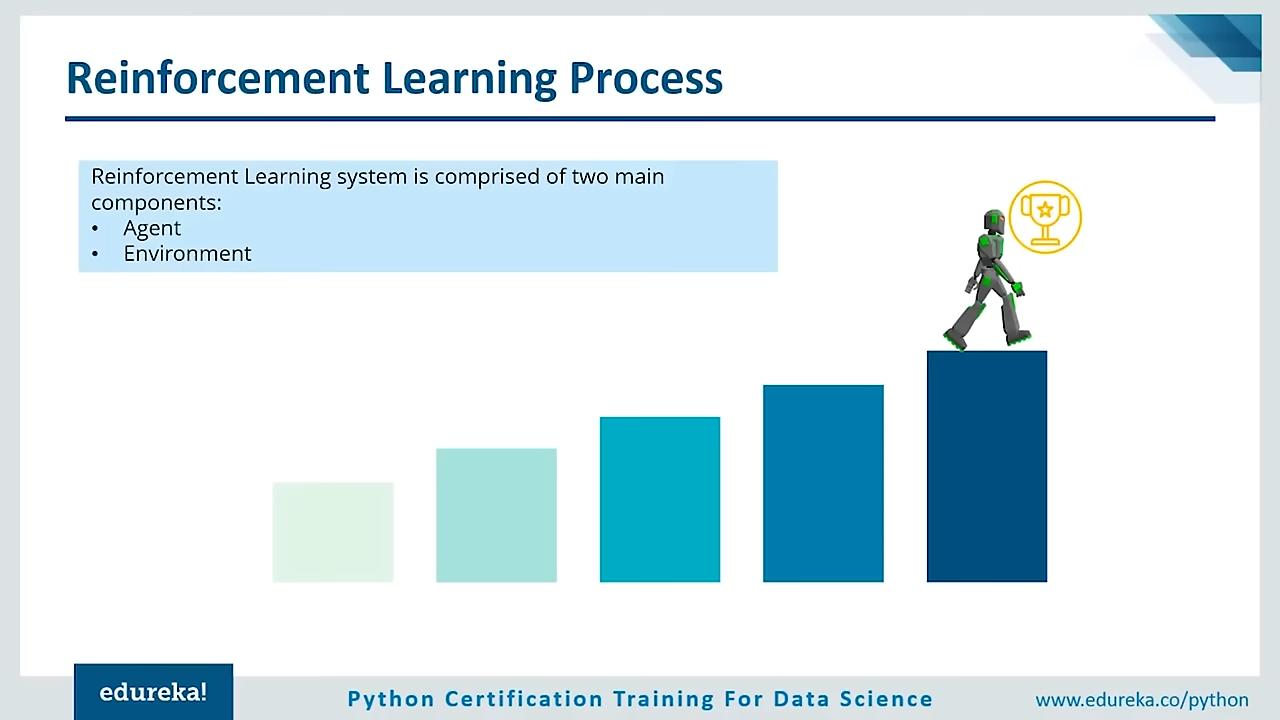 Reinforcement Learning Process
Reinforcement Learning system is comprised of two main
components:
• Agent
• Environment
edureka!
Python Certification Training For Data Science
www.edureka.co/python